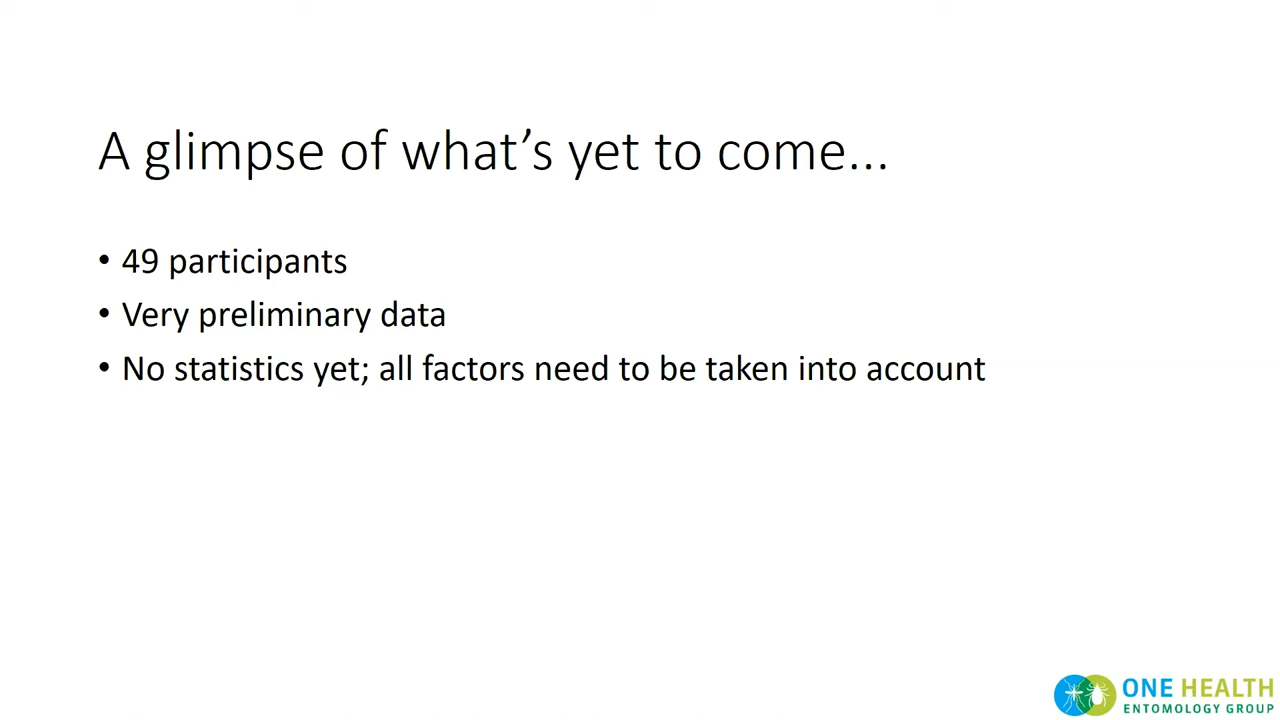 A glimpse of what’s yet to come...
• 49 participants
• Very preliminary data
• No statistics yet; all factors need to be taken into account
ONE HEALTH
ENTOMOLOGY GROUP